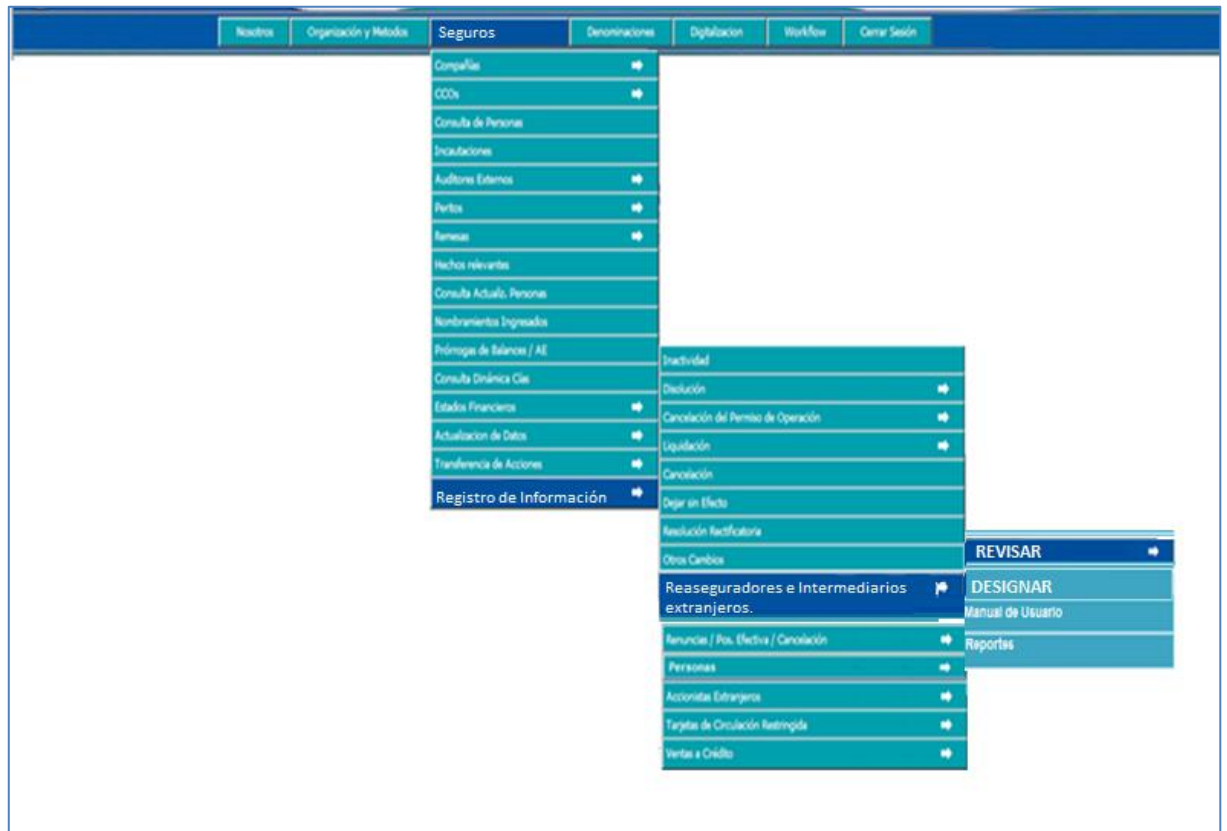 Nosotros
Organización y Metodos
Seguros
Denominaciones
Digitalizacion
Workflow
Cerrar Sesión
Compañías
CCOs
Consulta de Personas
Incautaciones
Auditores Externos
Peritos
Remesas
Hechos relevantes
Consulta Actualiz. Personas
Nombramientos Ingresados
Prórrogas de Balances / AE
Consulta Dinámica Cías
Estados Financieros
Actualizacion de Datos
Transferencia de Acciones
Registro de Información
Inactividad
Disolución
Cancelación del Permiso de Operación
Liquidación
Cancelación
Dejar sin Efecto
Resolución Rectificatoria
Otros Cambios
Reaseguradores e Intermediarios
extranjeros.
Renuncias / Pos. Efectiva / Cancelación
Personas
Accionistas Extranjeros
Tarjetas de Circulación Restringida
Ventas a Crédito
REVISAR
DESIGNAR
Manual de Usuario
Reportes